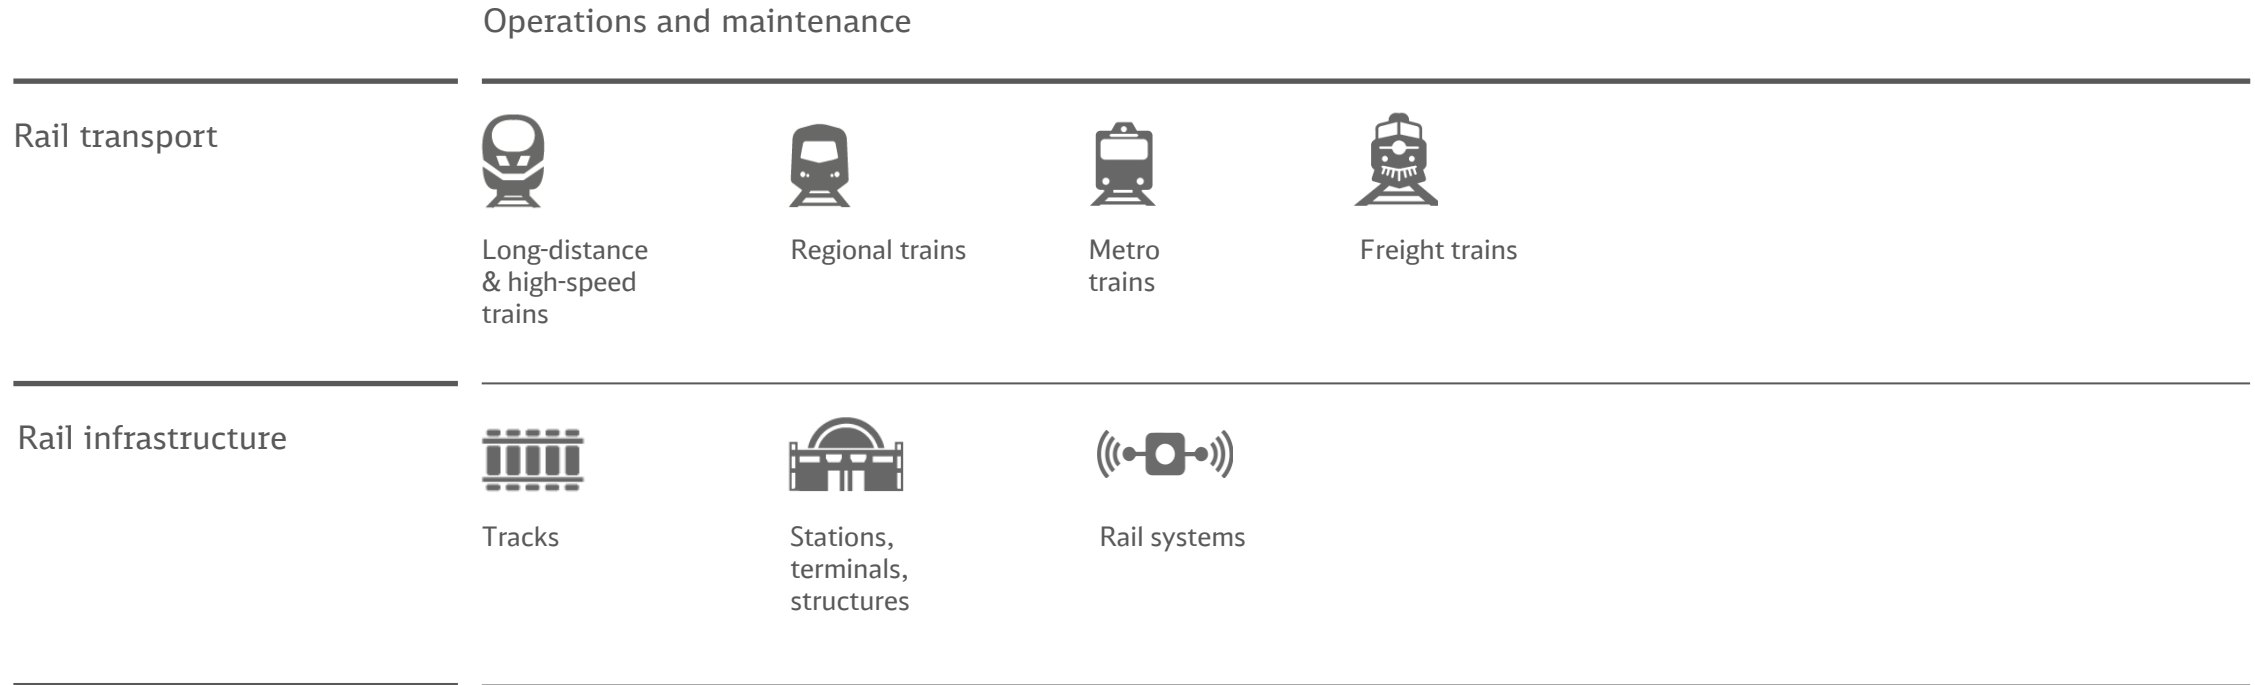 Operations and maintenance
Rail transport
Long-distance
& high-speed
trains
Regional trains
Metro
trains
Freight trains
Rail infrastructure
Tracks
Stations,
terminals,
structures
Rail systems